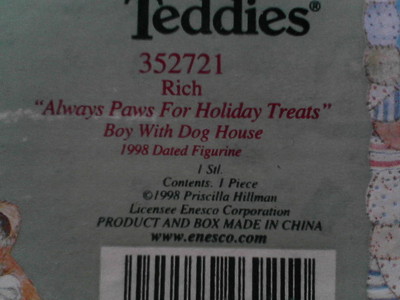 Teddies®
352721
Rich
"Always Paws For Holiday Treats"
Boy With Dog House
1998 Dated Figurine
1 Stl.
Contents: 1 Piece
©1998 Priscilla Hillman
Licensee Enesco Corporation
PRODUCT AND BOX MADE IN CHINA
www.enesco.com